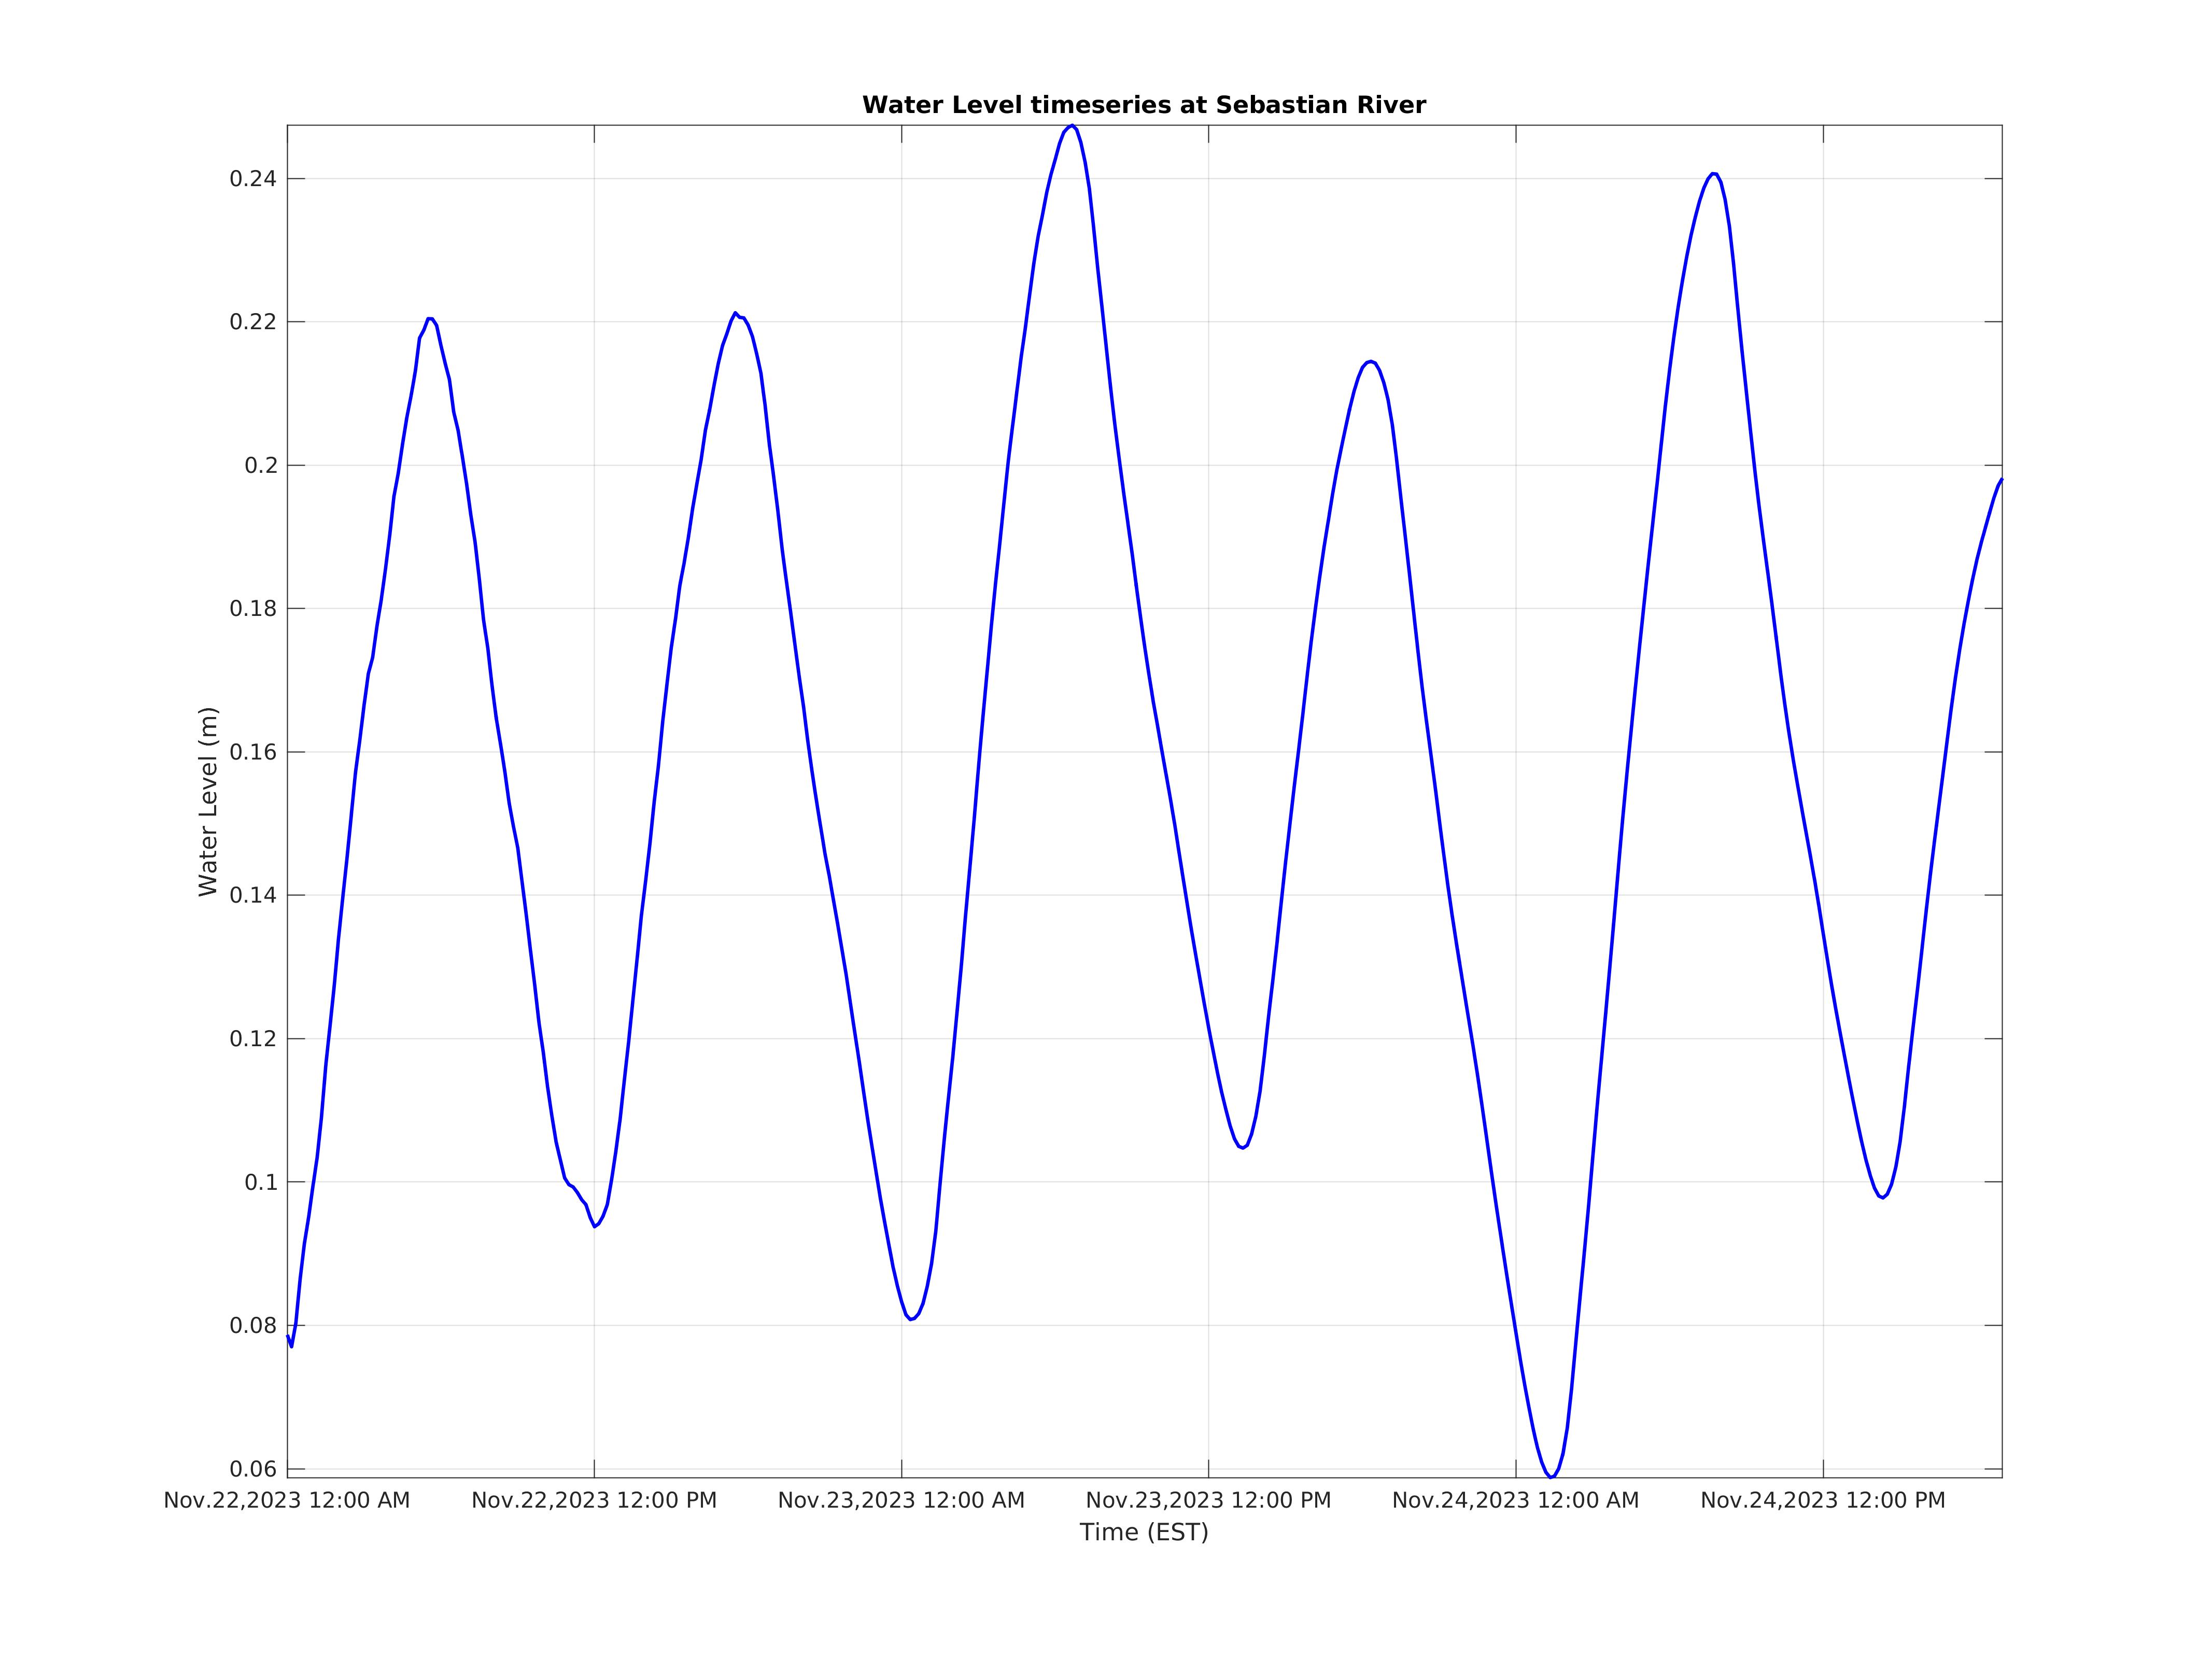 Water Level timeseries at Sebastian River
0.24
0.22
0.2
0.18
0.16
0.14
0.12
0.1
0.08
0.06
Water Level (m)
Nov.22,2023 12:00 AM Nov.22,2023 12:00 PM Nov.23,2023 12:00 AM Nov.23,2023 12:00 PM Nov.24,2023 12:00 AM Nov.24,2023 12:00 PM
Time (EST)